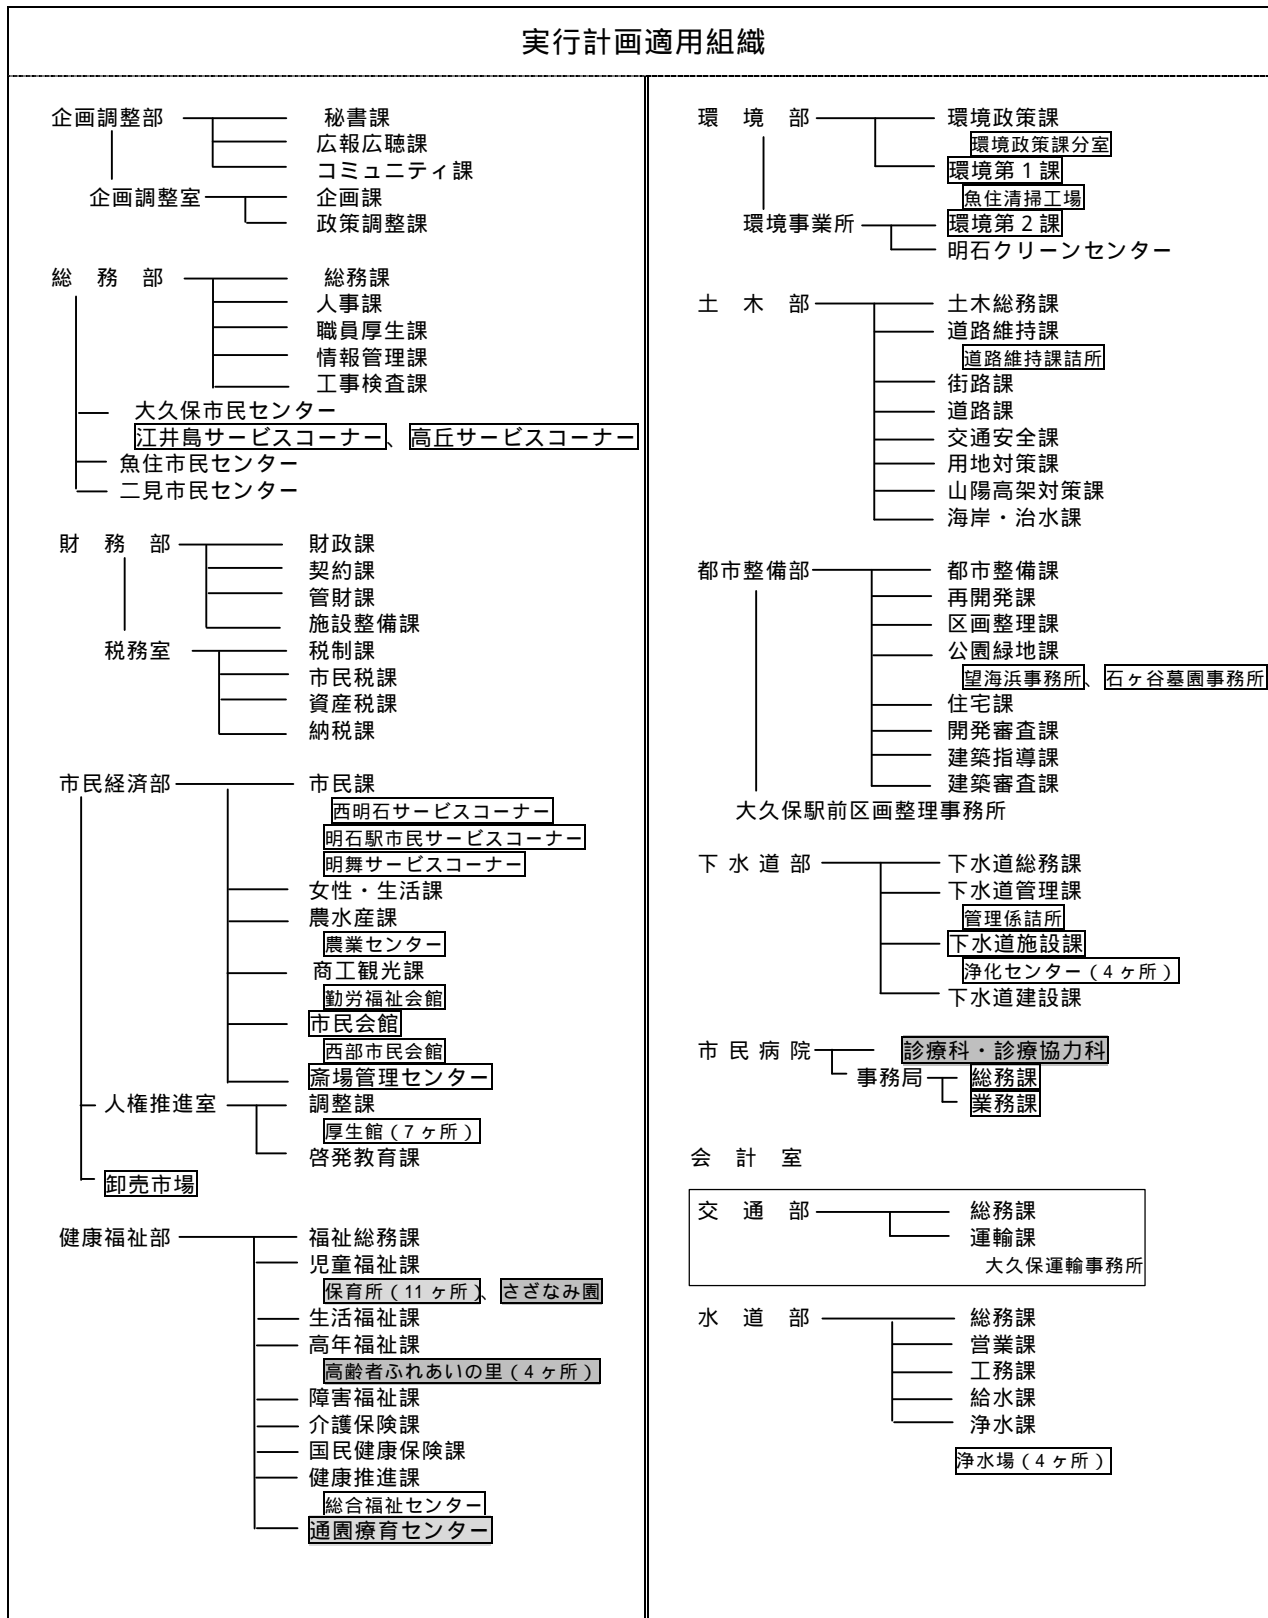 実行計画適用組織
企画調整部 秘書課
広報広聴課
コミュニティ課
企画調整室 企画課
政策調整課
総務部 総務課
人事課
職員厚生課
情報管理課
工事検査課
大久保市民センター
江井島サービスコーナー、高丘サービスコーナー
魚住市民センター
二見市民センター
財務部 財政課
契約課
管財課
施設整備課
税務室 税制課
市民税課
資産税課
納税課
市民経済部 市民課
西明石サービスコーナー
明石駅市民サービスコーナー
明舞サービスコーナー
女性・生活課
農水産課
農業センター
商工観光課
勤労福祉会館
市民会館
西部市民会館
斎場管理センター
人権推進室 調整課
厚生館（7ヶ所）
啓発教育課
卸売市場
健康福祉部 福祉総務課
児童福祉課
保育所（11ヶ所）、さざなみ園
生活福祉課
高年福祉課
高齢者ふれあいの里（4ヶ所）
障害福祉課
介護保険課
国民健康保険課
健康推進課
総合福祉センター
通園療育センター
環境部 環境政策課
環境政策課分室
環境第1課
魚住清掃工場
環境事業所 環境第2課
明石クリーンセンター
土木部 土木総務課
道路維持課
道路維持課詰所
街路課
道路課
交通安全課
用地対策課
山陽高架対策課
海岸・治水課
都市整備部 都市整備課
再開発課
区画整理課
公園緑地課
望海浜事務所、石ヶ谷墓園事務所
住宅課
開発審査課
建築指導課
建築審査課
大久保駅前区画整理事務所
下水道部 下水道総務課
下水道管理課
管理係詰所
下水道施設課
浄化センター（4ヶ所）
下水道建設課
市民病院 診療科・診療協力科
事務局 総務課
業務課
会計室
交通部 総務課
運輸課
大久保運輸事務所
水道部 総務課
営業課
工務課
給水課
浄水課
浄水場（4ヶ所）